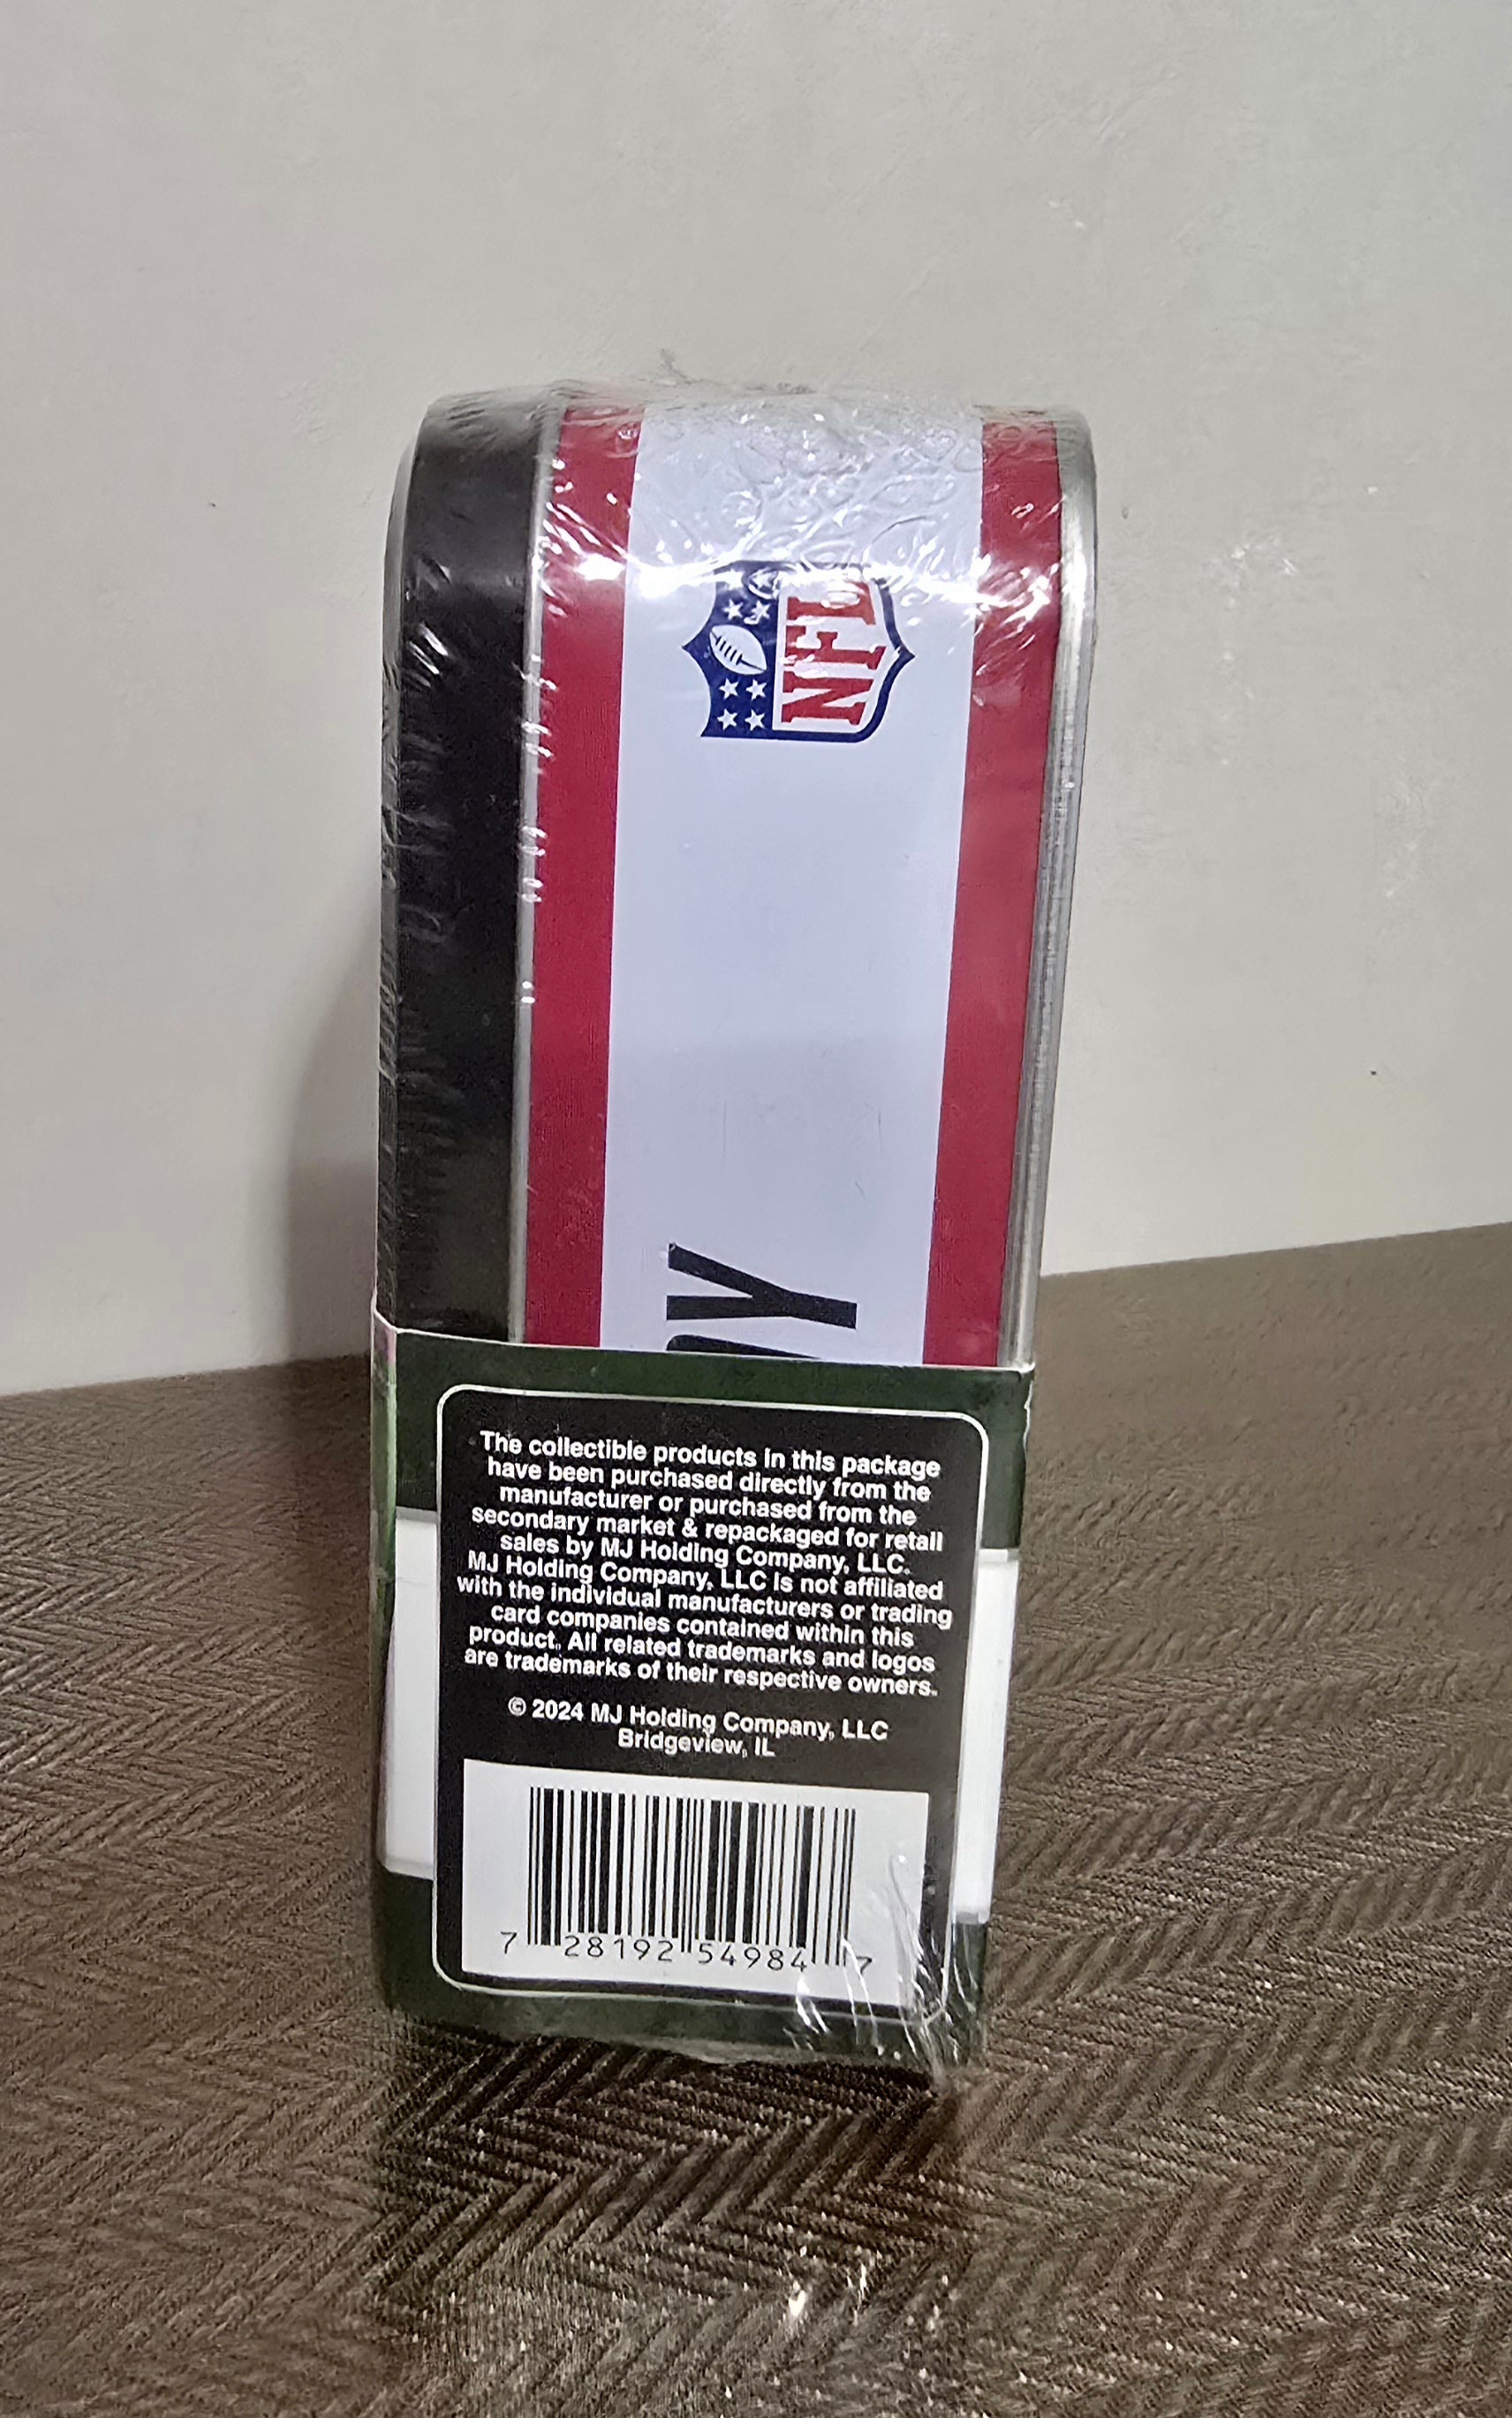 NFL
The collectible products in this package
have been purchased directly from the
manufacturer or purchased from the
secondary market & repackaged for retail
sales by MJ Holding Company, LLC.
MJ Holding Company, LLC is not affiliated
with the individual manufacturers or trading
card companies contained within this
product. All related trademarks and logos
are trademarks of their respective owners.
© 2024 MJ Holding Company, LLC
Bridgeview, IL
7 28192 54984 7